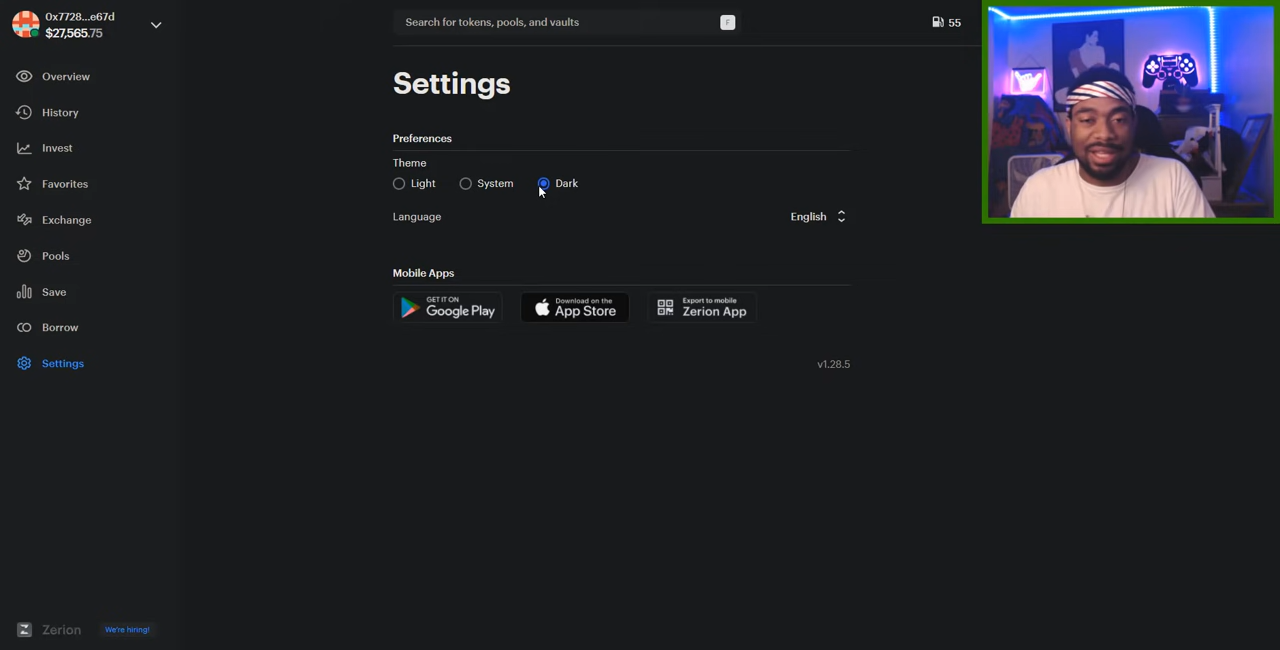 0x7728...e67d
$27,565.75
Search for tokens, pools, and vaults
F
55
Overview
History
Invest
Favorites
Exchange
Pools
Save
Borrow
Settings
Settings
Preferences
Theme
Light
System
Dark
Language
English
Mobile Apps
GET IT ON
Google Play
Download on the
App Store
Export to mobile
Zerion App
v1.28.5
Zerion
We're hiring!